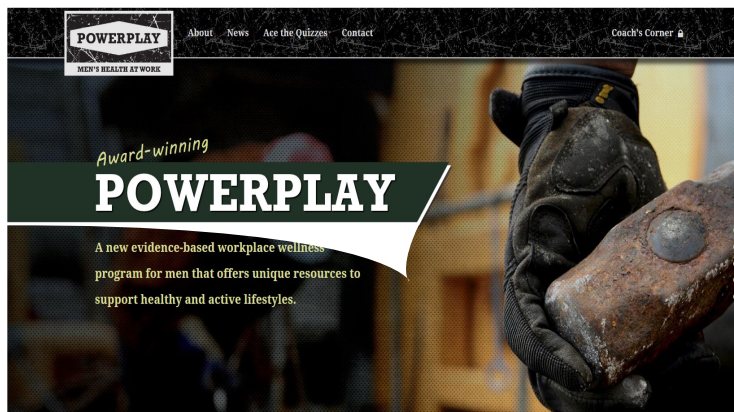 POWERPLAY
MEN'S HEALTH AT WORK
About News Ace the Quizzes Contact
Coach's Corner
Award-winning
POWERPLAY
A new evidence-based workplace wellness
program for men that offers unique resources to
support healthy and active lifestyles.